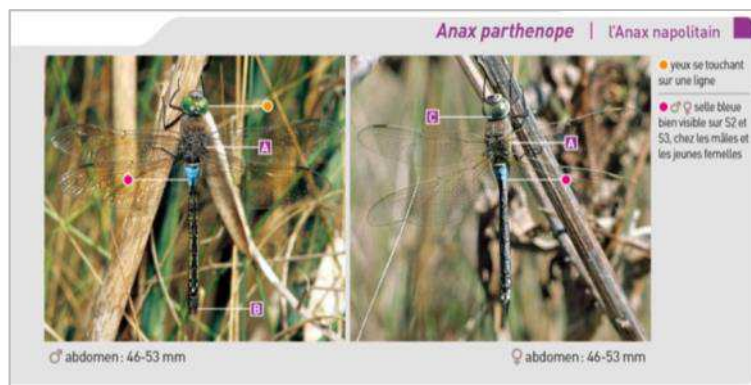 Anax parthenope | l'Anax napolitain
yeux se touchant
sur une ligne
♂ ♀ selle bleue
bien visible sur S2 et
S3, chez les mâles et
les jeunes femelles
A
B
C
A
♂ abdomen : 46-53 mm
♀ abdomen : 46-53 mm